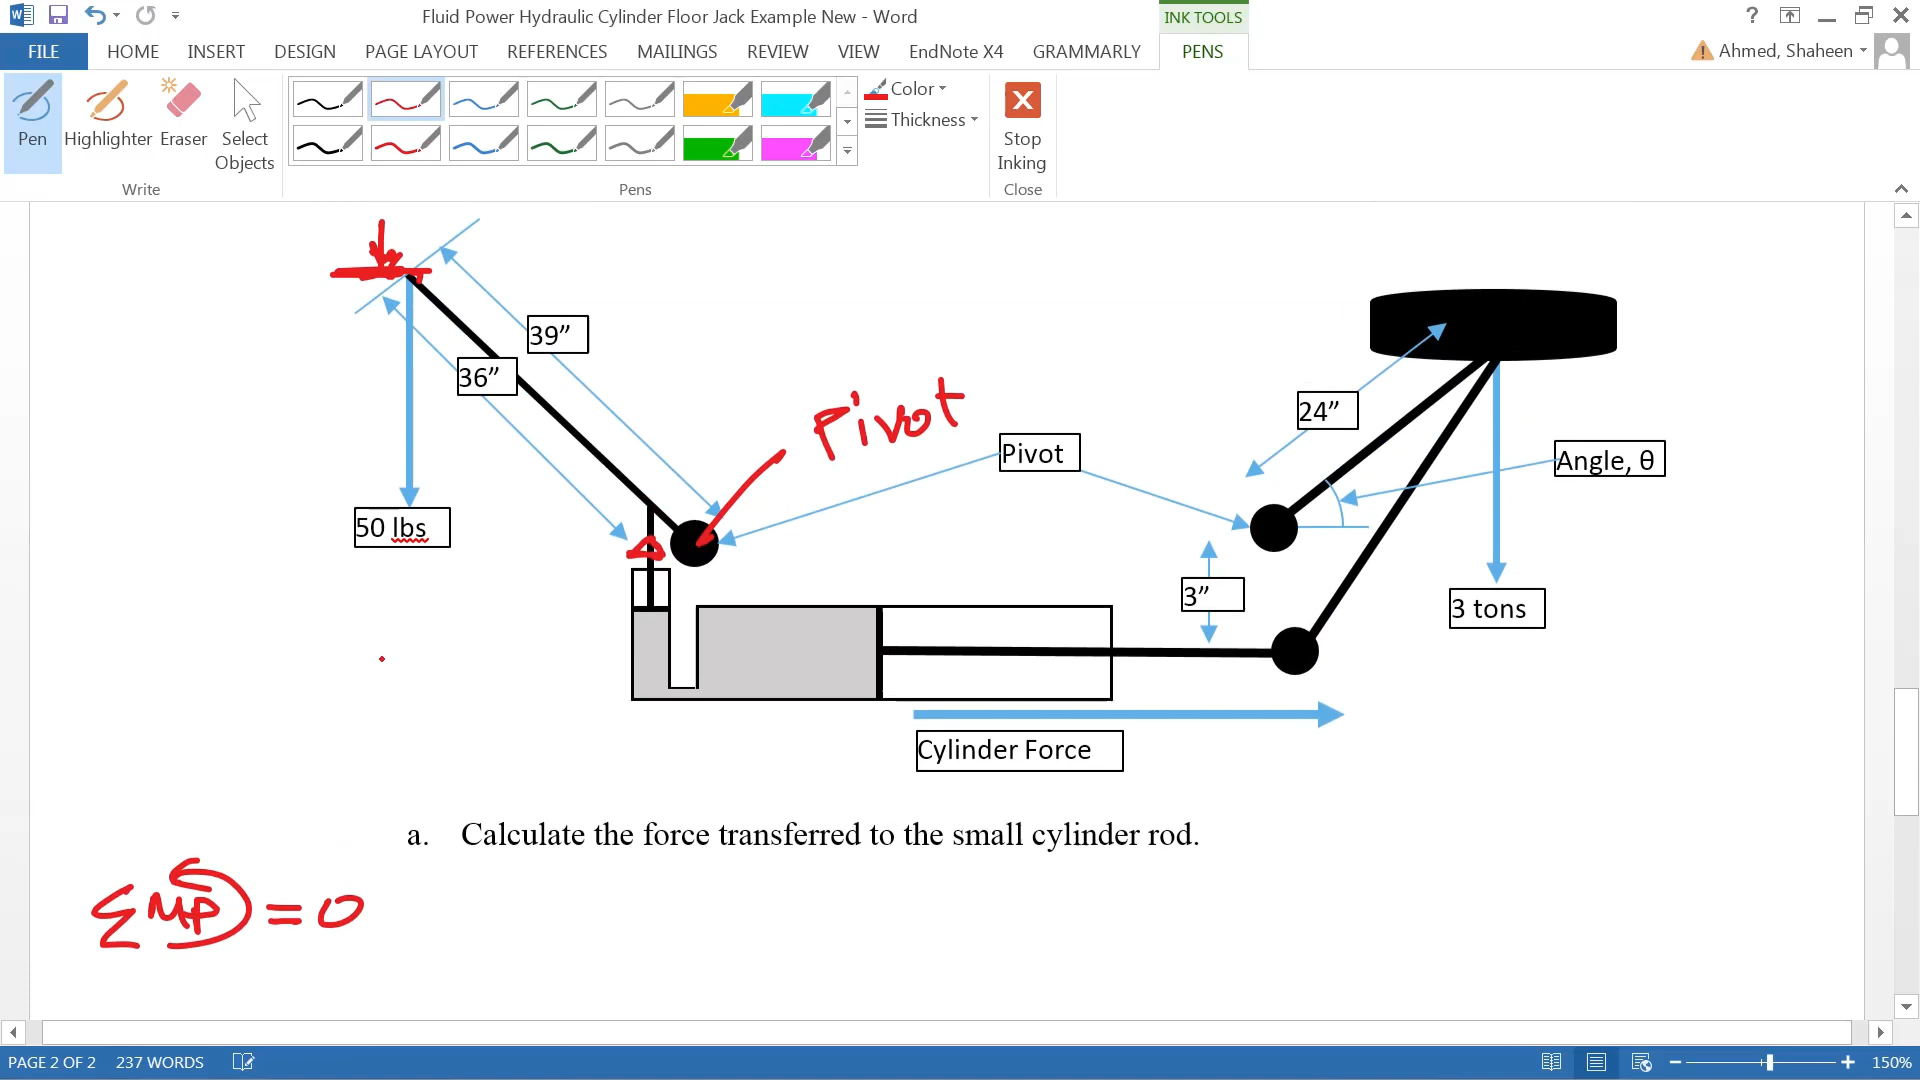 Fluid Power Hydraulic Cylinder Floor Jack Example New - Word
INK TOOLS
?
FILE HOME INSERT DESIGN PAGE LAYOUT REFERENCES MAILINGS REVIEW VIEW EndNote X4 GRAMMARLY PENS
Ahmed, Shaheen
Pen
Highlighter
Eraser
Select
Objects
Color
Thickness
Stop
Inking
Write
Pens
Close
39”
36”
Pivot
50 lbs
Pivot
24”
Angle, θ
3”
3 tons
Cylinder Force
a. Calculate the force transferred to the small cylinder rod.
ΣMP = 0
PAGE 2 OF 2 237 WORDS
150%